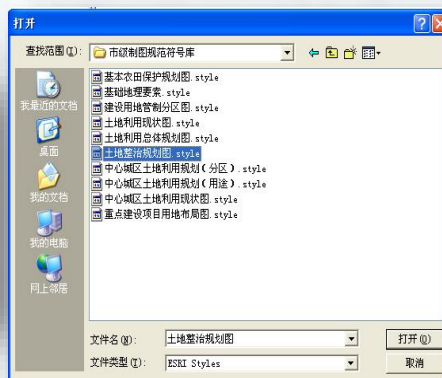 打开
查找范围(I):
市级制图规范符号库
我最近的文档
桌面
我的文档
我的电脑
网上邻居
基本农田保护规划图.style
基础地理要素.style
建设用地管制分区图.style
土地利用现状图.style
土地利用总体规划图.style
土地整治规划图.style
中心城区土地利用规划(分区).style
中心城区土地利用规划(用途).style
中心城区土地利用现状图.style
重点建设项目用地布局图.style
文件名(N):
土地整治规划图
打开(O)
文件类型(T):
ESRI Styles
取消